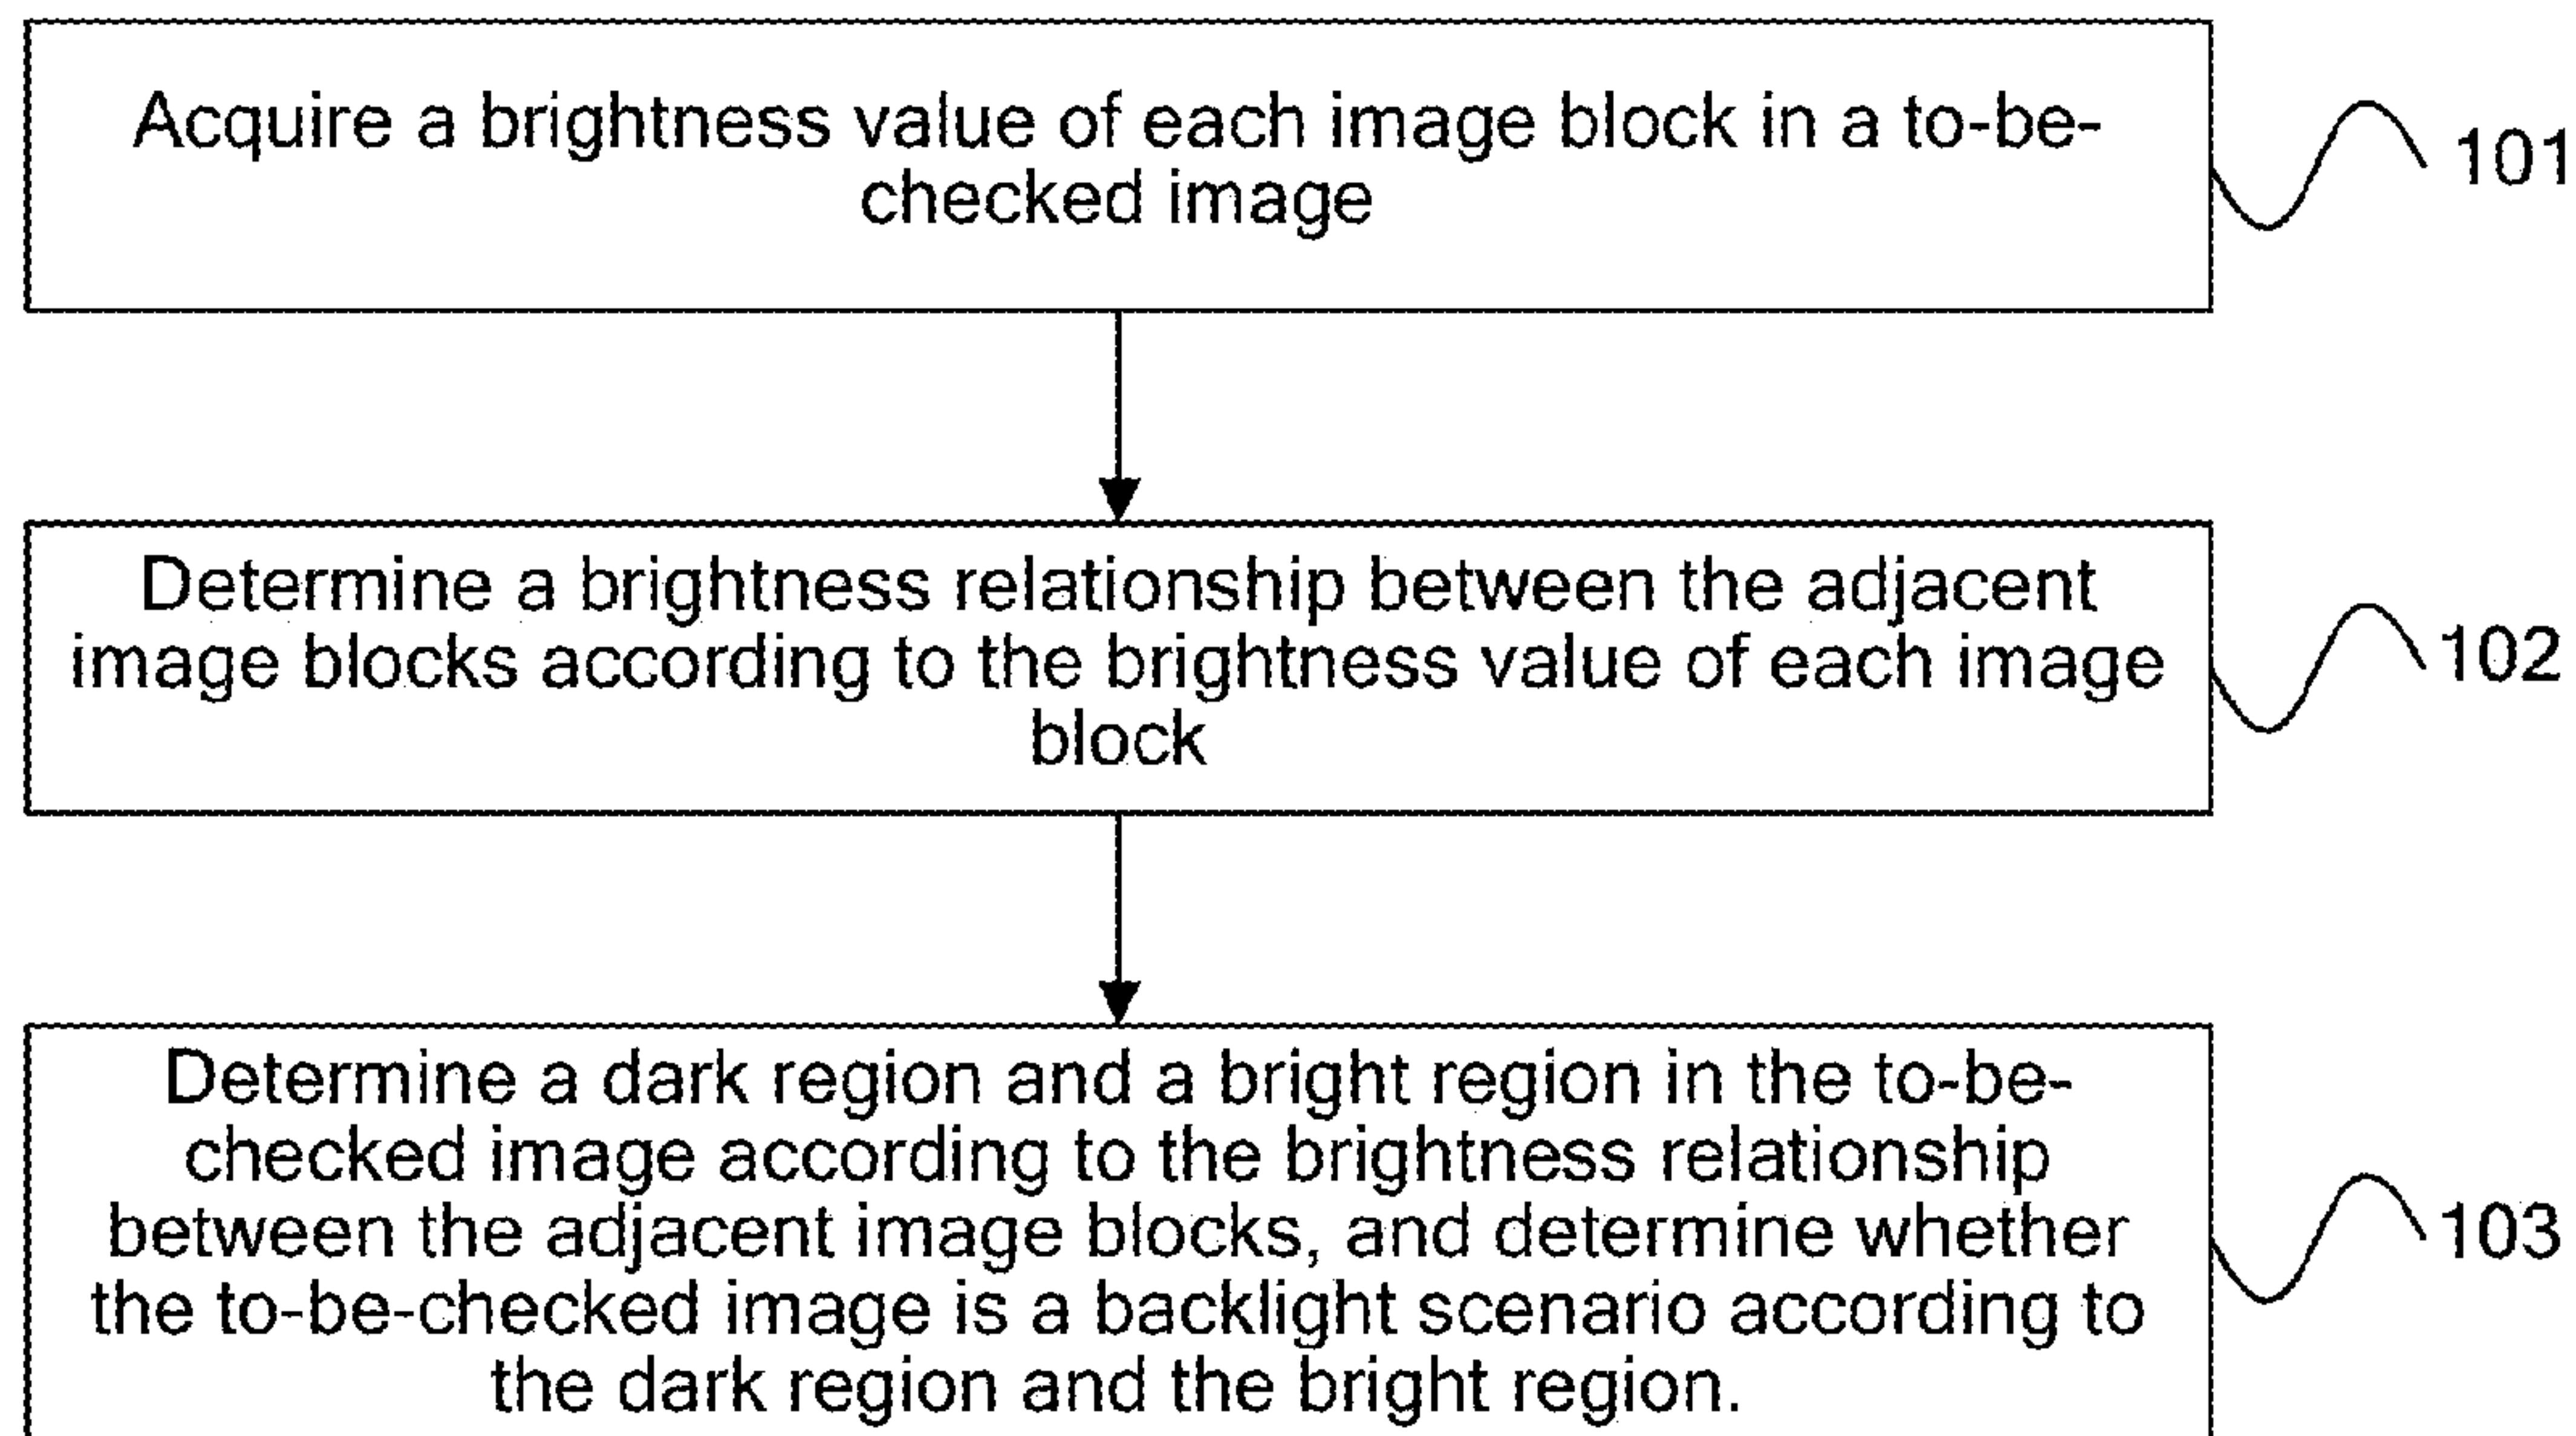 Acquire a brightness value of each image block in a to-be-
checked image
101
Determine a brightness relationship between the adjacent
image blocks according to the brightness value of each image
block
102
Determine a dark region and a bright region in the to-be-
checked image according to the brightness relationship
between the adjacent image blocks, and determine whether
the to-be-checked image is a backlight scenario according to
the dark region and the bright region.
103